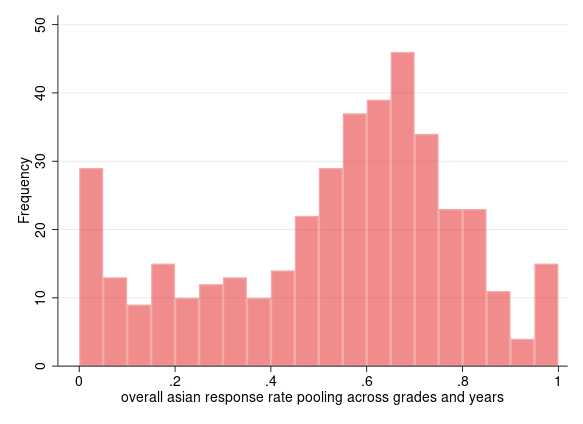 50
40
30
20
10
0
Frequency
0 .2 .4 .6 .8 1
overall asian response rate pooling across grades and years